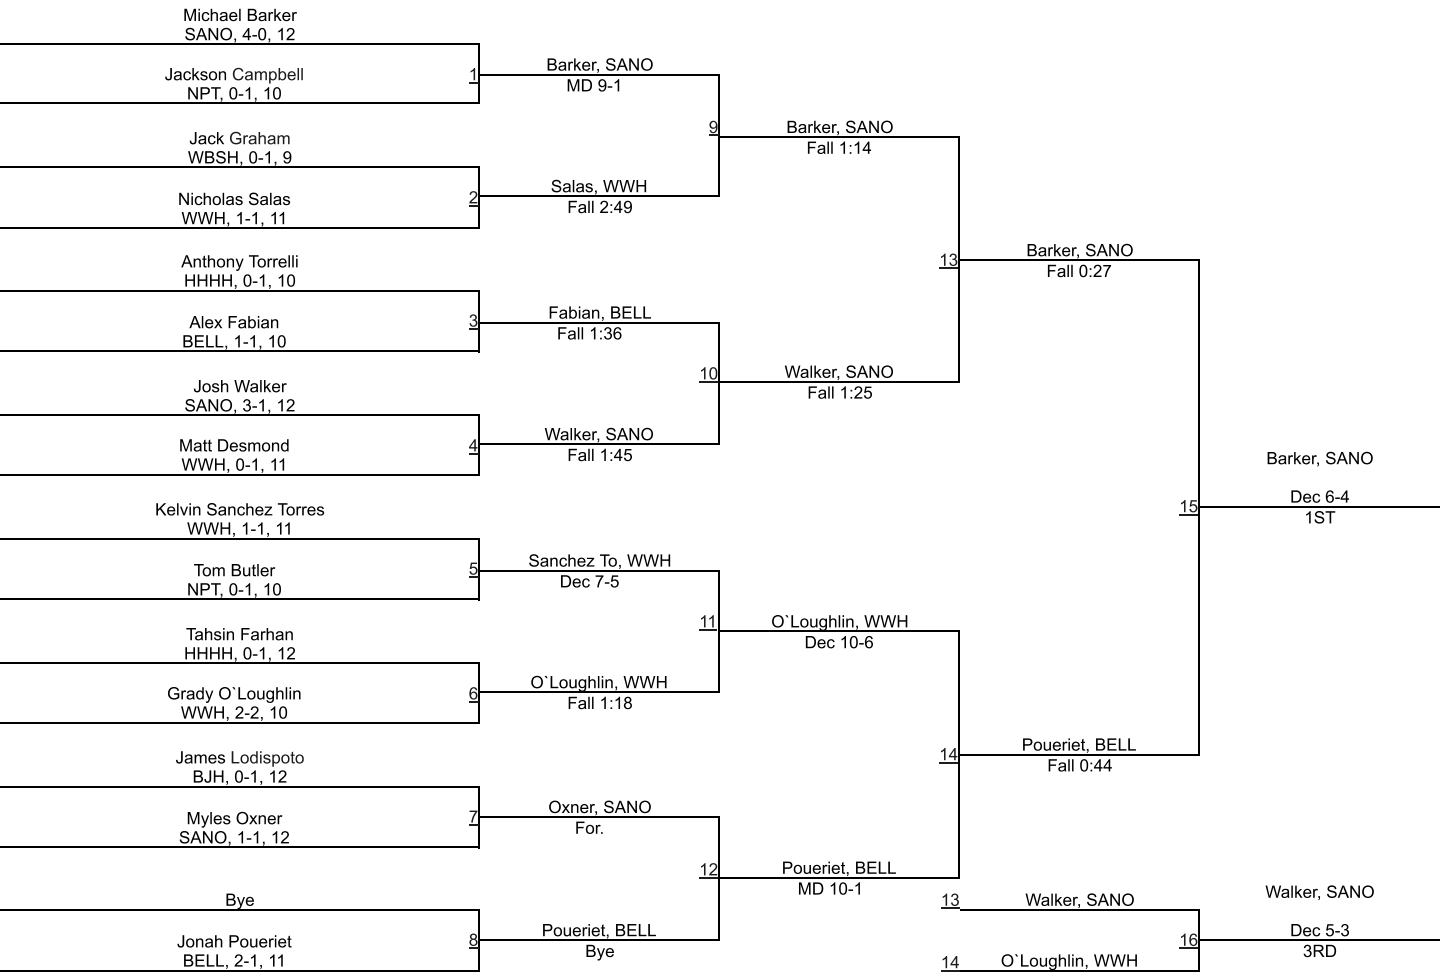 Michael Barker
SANO, 4-0, 12
Jackson Campbell
NPT, 0-1, 10
1
Barker, SANO
MD 9-1
Jack Graham
WBSH, 0-1, 9
Nicholas Salas
WWH, 1-1, 11
2
Salas, WWH
Fall 2:49
9
Barker, SANO
Fall 1:14
Anthony Torrelli
HHHH, 0-1, 10
Alex Fabian
BELL, 1-1, 10
3
Fabian, BELL
Fall 1:36
Josh Walker
SANO, 3-1, 12
Matt Desmond
WWH, 0-1, 11
4
Walker, SANO
Fall 1:45
10
Walker, SANO
Fall 1:25
13
Barker, SANO
Fall 0:27
Kelvin Sanchez Torres
WWH, 1-1, 11
Tom Butler
NPT, 0-1, 10
5
Sanchez To, WWH
Dec 7-5
Tahsin Farhan
HHHH, 0-1, 12
Grady O`Loughlin
WWH, 2-2, 10
6
O`Loughlin, WWH
Fall 1:18
11
O`Loughlin, WWH
Dec 10-6
James Lodispoto
BJH, 0-1, 12
Myles Oxner
SANO, 1-1, 12
7
Oxner, SANO
For.
Bye
Jonah Poueriet
BELL, 2-1, 11
8
Poueriet, BELL
Bye
12
Poueriet, BELL
MD 10-1
14
Poueriet, BELL
Fall 0:44
15
Barker, SANO
Dec 6-4
1ST
13
Walker, SANO
14
O`Loughlin, WWH
16
Walker, SANO
Dec 5-3
3RD